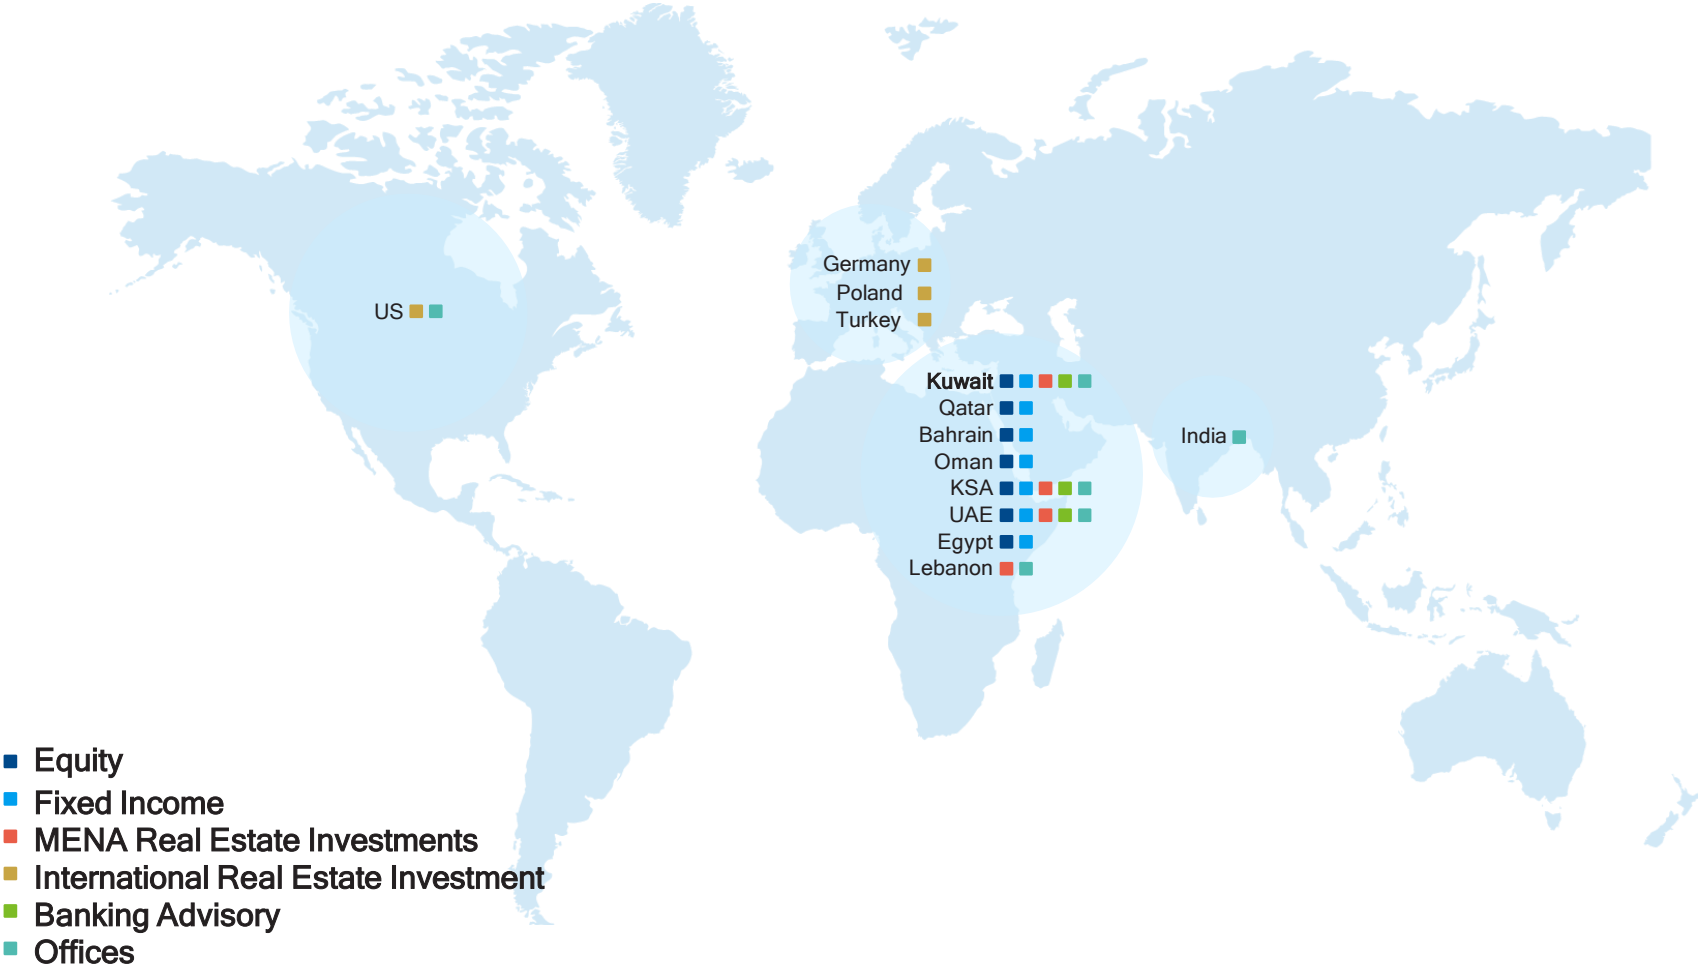 Germany
Poland
Turkey
US
Kuwait
Qatar
Bahrain
Oman
KSA
UAE
Egypt
Lebanon
India
Equity
Fixed Income
MENA Real Estate Investments
International Real Estate Investment
Banking Advisory
Offices